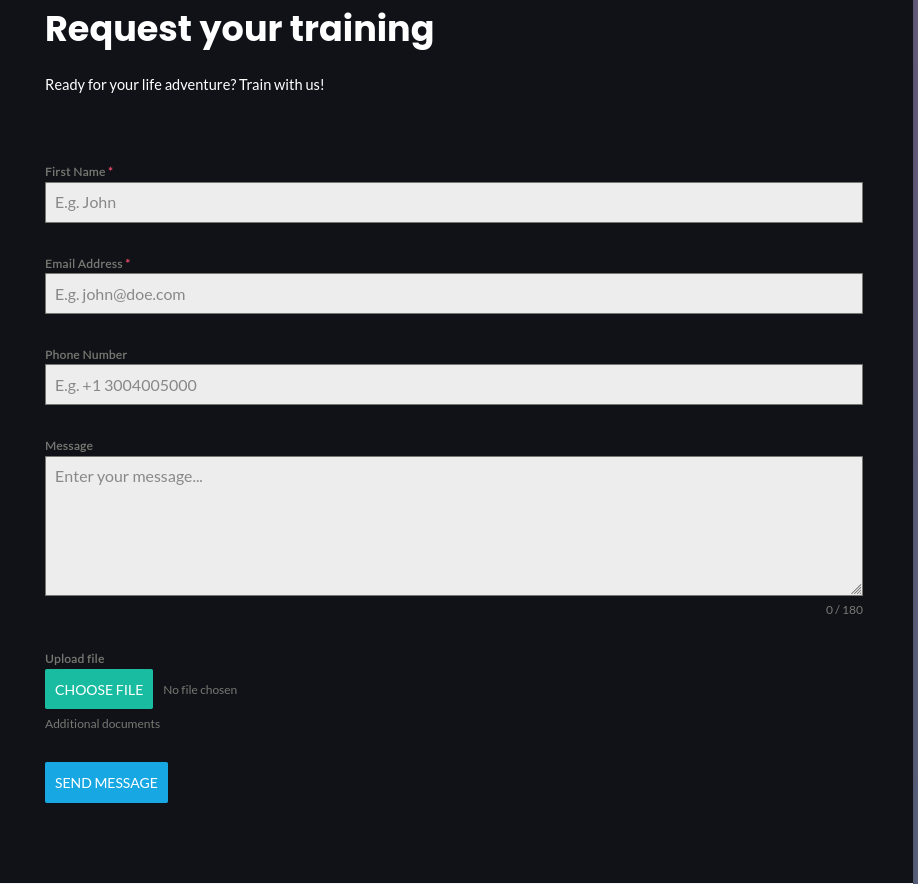 Request your training
Ready for your life adventure? Train with us!
First Name *
E.g. John
Email Address *
E.g. john@doe.com
Phone Number
E.g. +1 3004005000
Message
Enter your message...
0 / 180
Upload file
CHOOSE FILE No file chosen
Additional documents
SEND MESSAGE